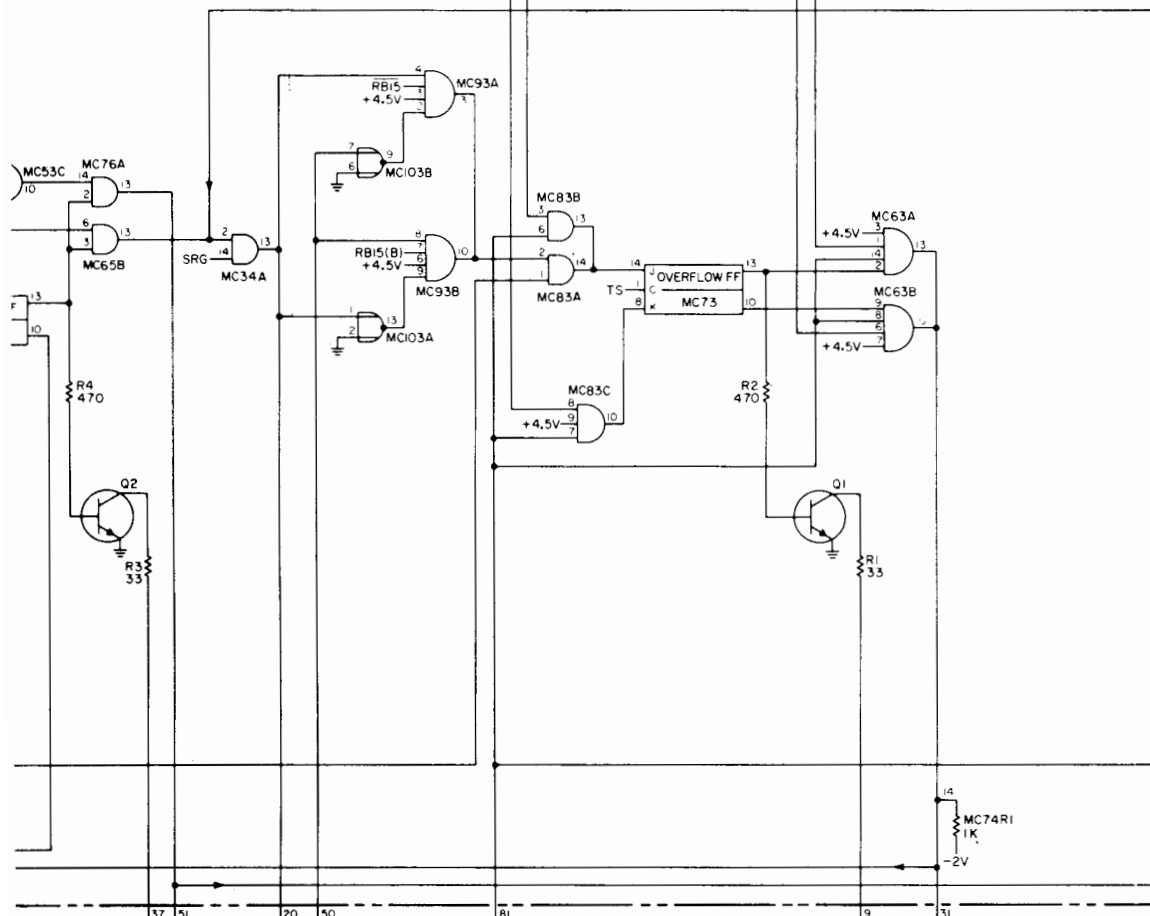 4
MC93A
RB15
3
+4.5V
3
2
MC53C
10
MC76A
14
13
2
7
9
6
MC103B
6
13
3
MC65B
2
13
14
SRG
MC34A
8
10
RB15(B)
7
+4.5V
6
9
MC93B
MC83B
3
13
6
2
14
1
MC83A
14
J
OVERFLOW FF
13
TS
1
C
8
K
MC73
10
MC63A
+4.5V
3
1
13
14
2
MC63B
9
8
6
+4.5V
7
F
13
10
1
13
2
MC103A
R4
470
R2
470
MC83C
8
10
+4.5V
9
7
Q2
Q1
R3
33
R1
33
14
MC74R1
1K
-2V
37
51
20
50
81
9
31